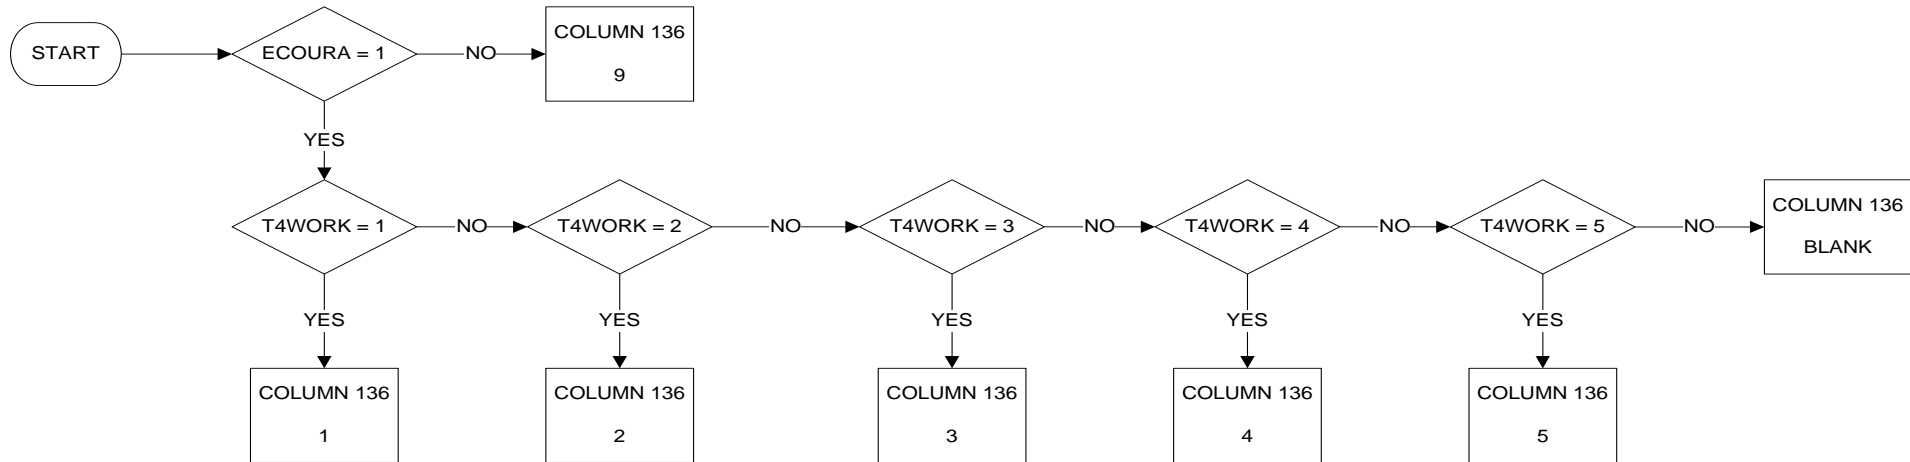 START
ECOURA = 1
NO
COLUMN 136
9
YES
T4WORK = 1
NO
T4WORK = 2
NO
T4WORK = 3
NO
T4WORK = 4
NO
T4WORK = 5
NO
COLUMN 136
BLANK
YES
YES
YES
YES
YES
COLUMN 136
1
COLUMN 136
2
COLUMN 136
3
COLUMN 136
4
COLUMN 136
5